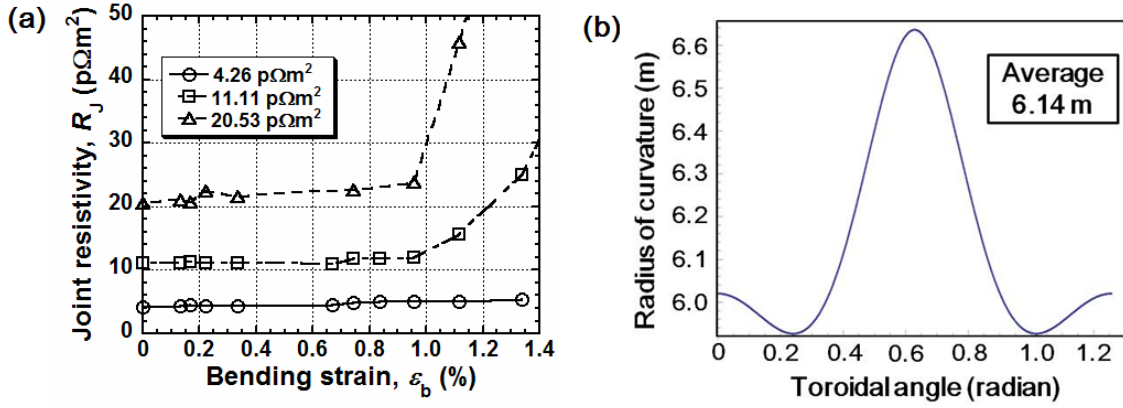 (a)
Joint resistivity, R_J (pΩm²)
50
40
30
20
10
0
4.26 pΩm²
11.11 pΩm²
20.53 pΩm²
0 0.2 0.4 0.6 0.8 1.0 1.2 1.4
Bending strain, ε_b (%)
(b)
Radius of curvature (m)
6.6
6.5
6.4
6.3
6.2
6.1
6.0
Average
6.14 m
0 0.2 0.4 0.6 0.8 1.0 1.2
Toroidal angle (radian)